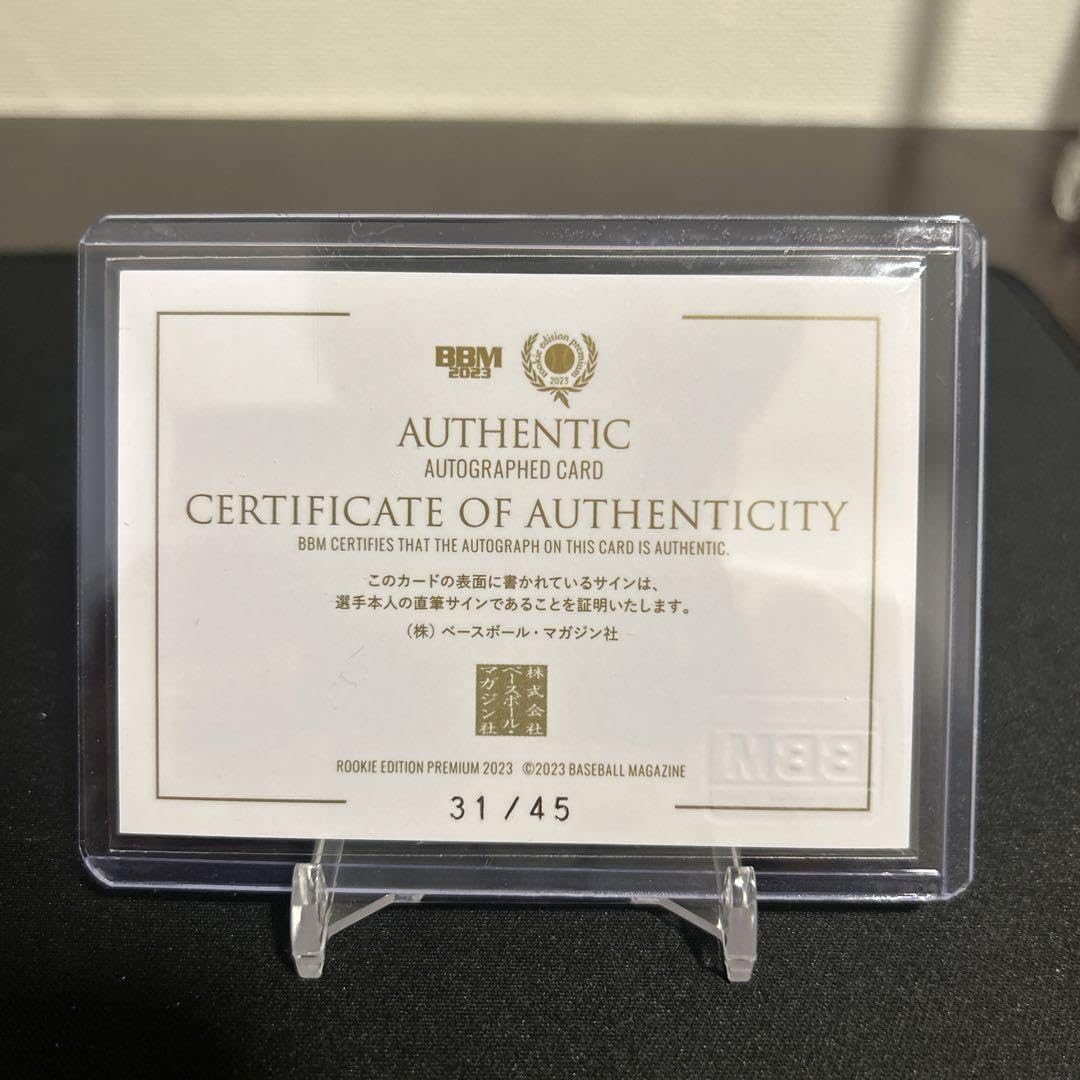 BBM
2023
rookie edition premium
2023
AUTHENTIC
AUTOGRAPHED CARD
CERTIFICATE OF AUTHENTICITY
BBM CERTIFIES THAT THE AUTOGRAPH ON THIS CARD IS AUTHENTIC.
このカードの表面に書かれているサインは、
選手本人の直筆サインであることを証明いたします。
(株)ベースボール・マガジン社
株式会社
ベースボール・
マガジン社
BBM
ROOKIE EDITION PREMIUM 2023 ©2023 BASEBALL MAGAZINE
31/45